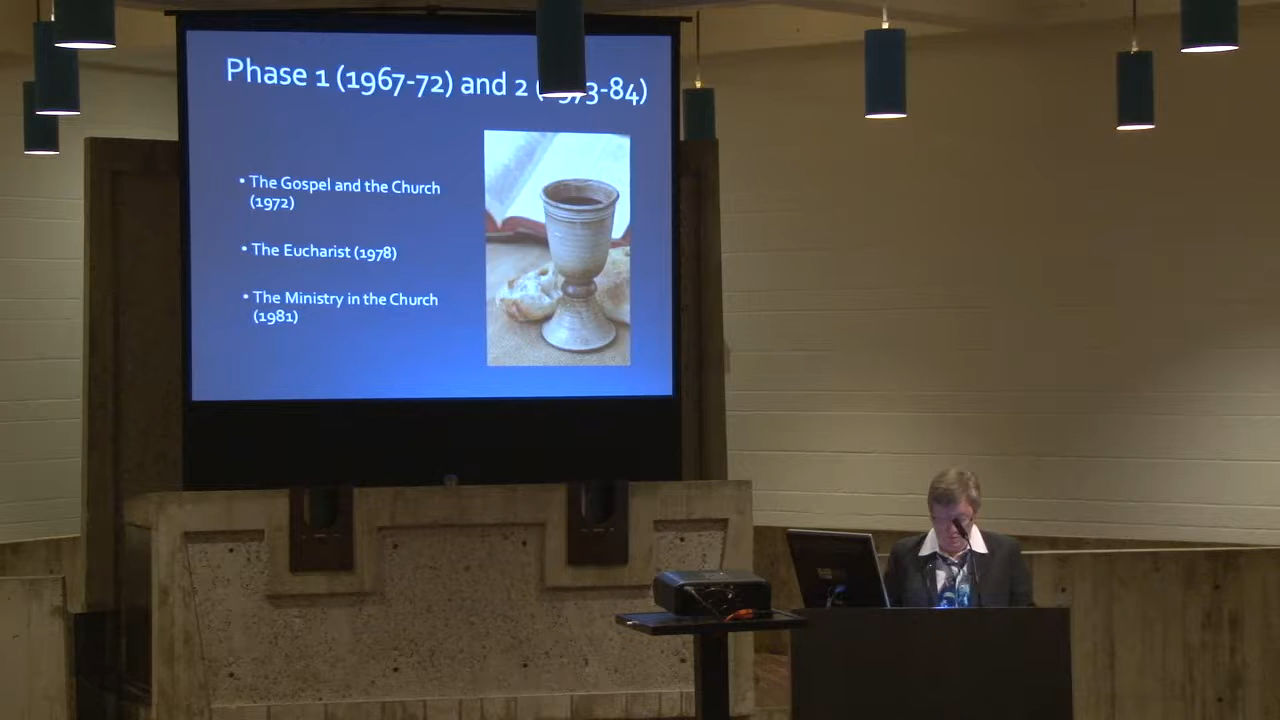 Phase 1 (1967-72) and 2 ( 73-84)
• The Gospel and the Church
(1972)
• The Eucharist (1978)
• The Ministry in the Church
(1981)